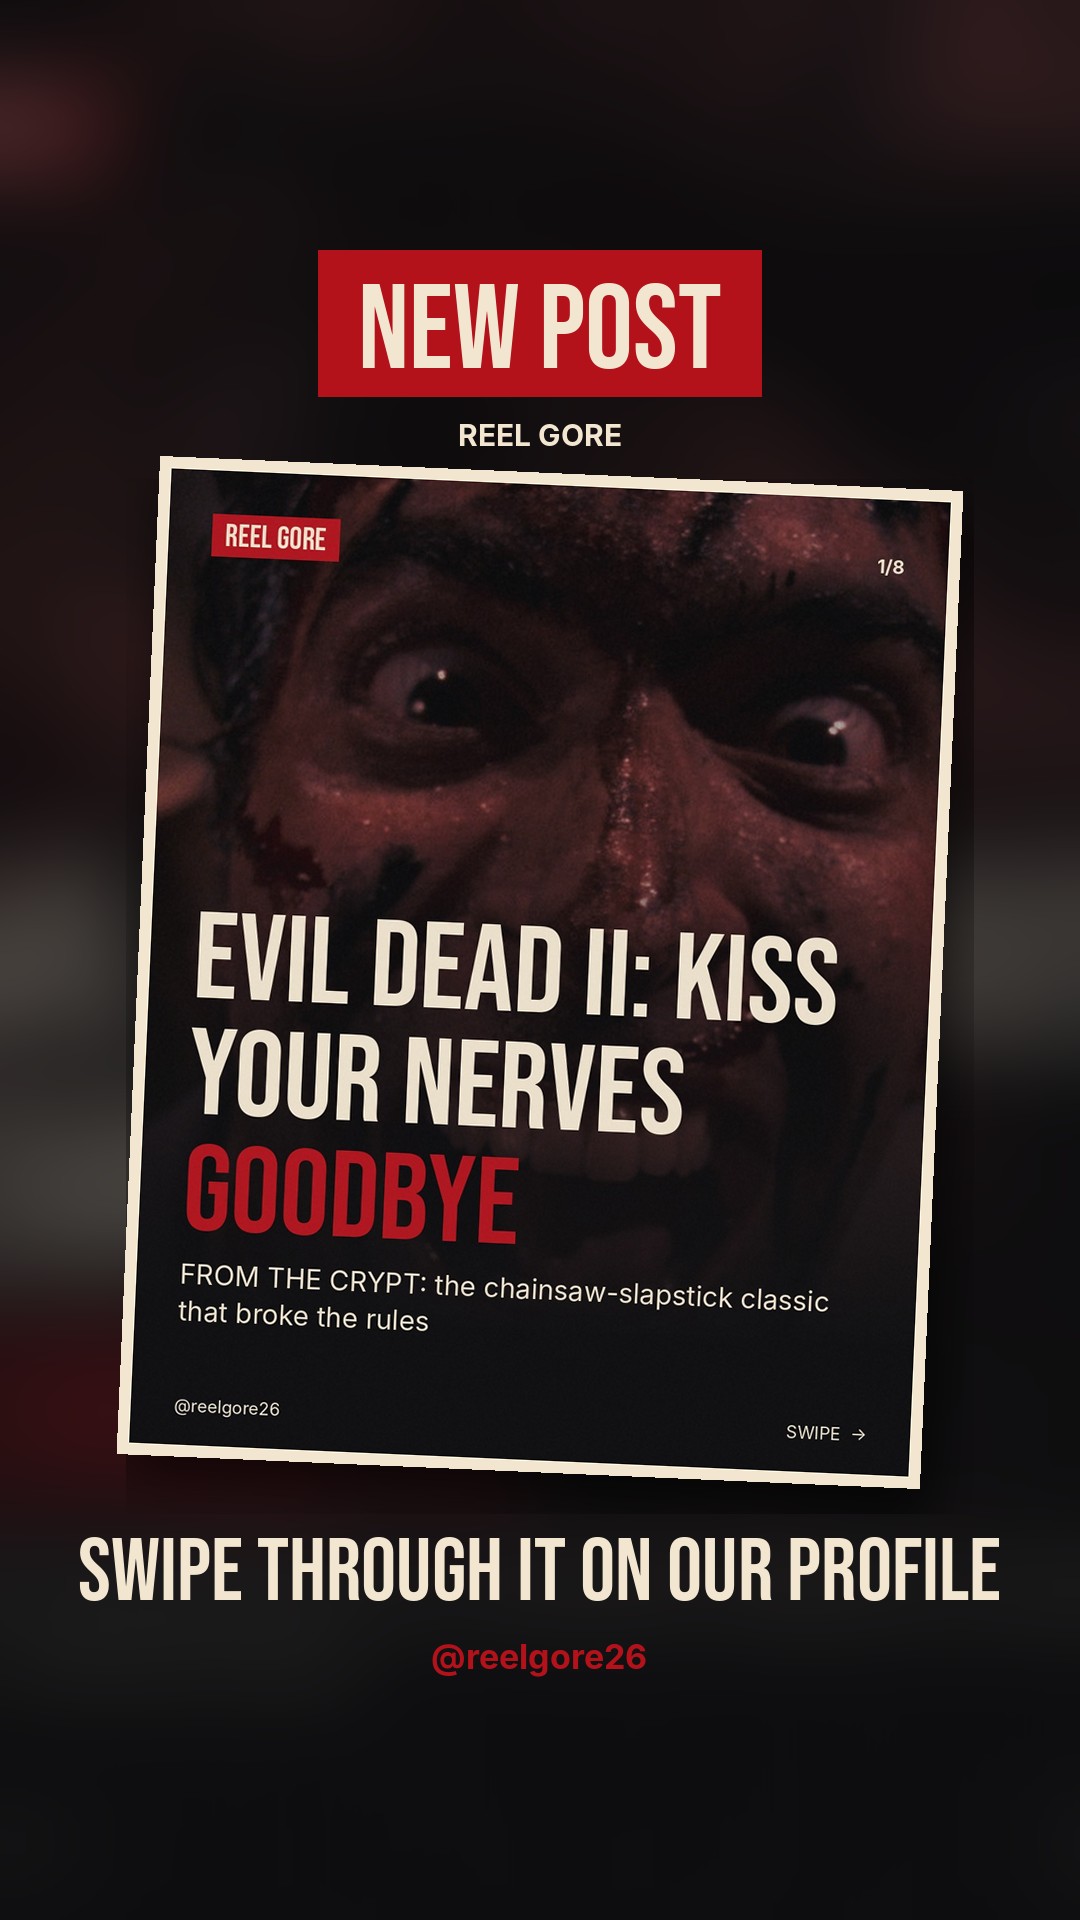 NEW POST
REEL GORE
REEL GORE
1/8
EVIL DEAD II: KISS
YOUR NERVES
GOODBYE
FROM THE CRYPT: the chainsaw-slapstick classic
that broke the rules
@reelgore26
SWIPE →
SWIPE THROUGH IT ON OUR PROFILE
@reelgore26